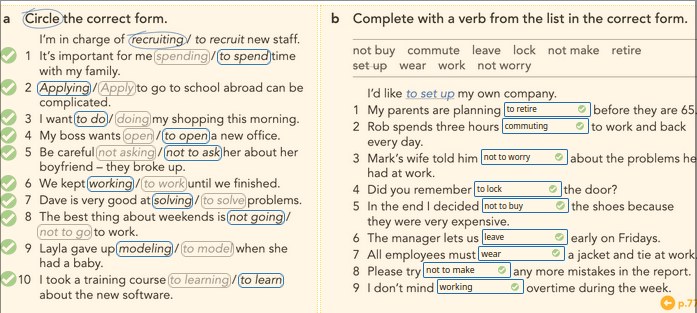 a Circle the correct form.
I'm in charge of recruiting / to recruit new staff.
1 It's important for me spending / to spend time
with my family.
2 Applying / Apply to go to school abroad can be
complicated.
3 I want to do / doing my shopping this morning.
4 My boss wants open / to open a new office.
5 Be careful not asking / not to ask her about her
boyfriend – they broke up.
6 We kept working / to work until we finished.
7 Dave is very good at solving / to solve problems.
8 The best thing about weekends is not going /
not to go to work.
9 Layla gave up modeling / to model when she
had a baby.
10 I took a training course to learning / to learn
about the new software.
b Complete with a verb from the list in the correct form.
not buy commute leave lock not make retire
set up wear work not worry
I'd like to set up my own company.
1 My parents are planning to retire before they are 65.
2 Rob spends three hours commuting to work and back
every day.
3 Mark's wife told him not to worry about the problems he
had at work.
4 Did you remember to lock the door?
5 In the end I decided not to buy the shoes because
they were very expensive.
6 The manager lets us leave early on Fridays.
7 All employees must wear a jacket and tie at work.
8 Please try not to make any more mistakes in the report.
9 I don't mind working overtime during the week.
p.77